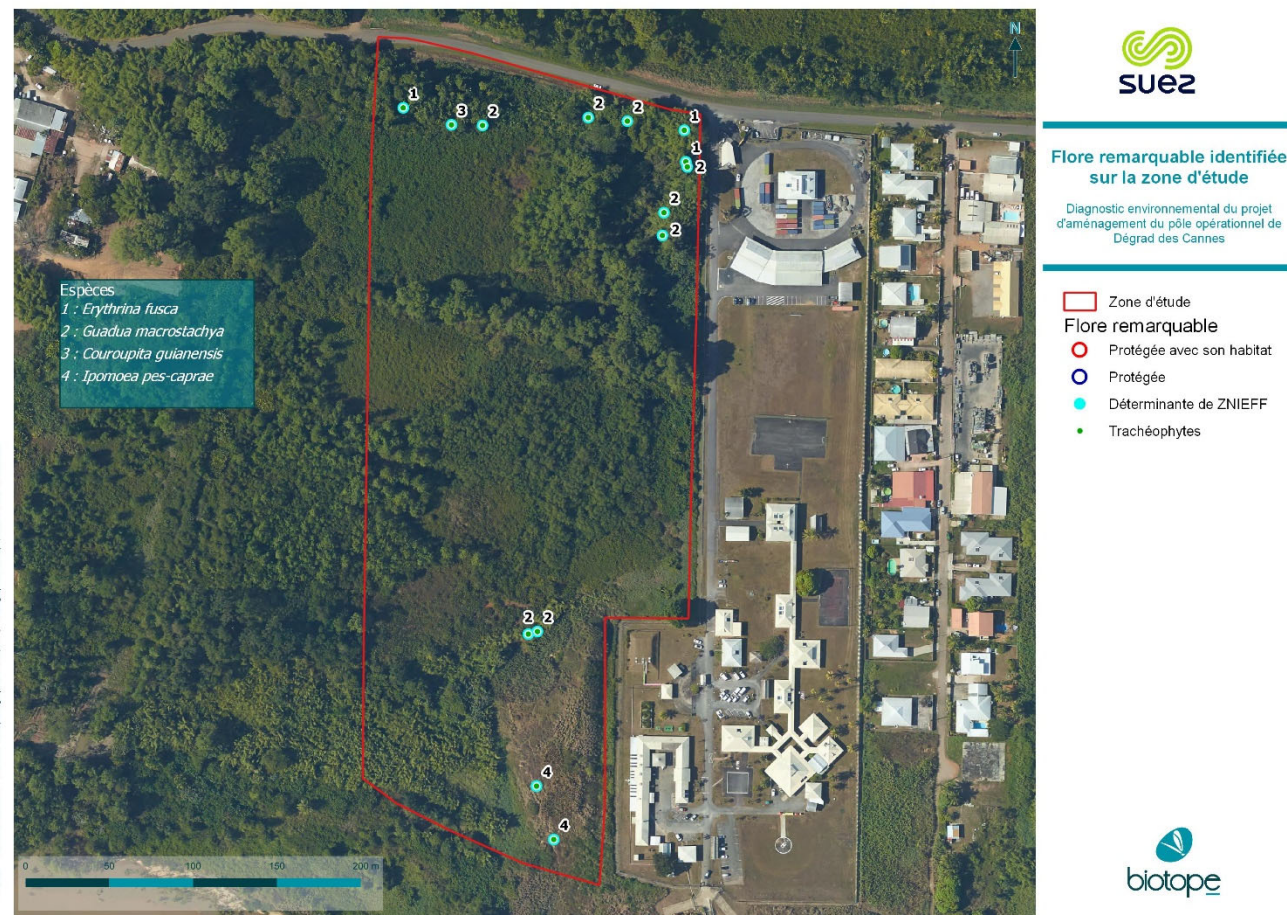 N
1
3
2
2
2
1
1
2
2
2
Espèces
1 : Erythrina fusca
2 : Guadua macrostachya
3 : Couroupita guianensis
4 : Ipomoea pes-caprae
2
2
4
4
0
50
100
150
200 m
suez
Flore remarquable identifiée
sur la zone d'étude
Diagnostic environnemental du projet
d'aménagement du pôle opérationnel de
Dégrad des Cannes
Zone d'étude
Flore remarquable
Protégée avec son habitat
Protégée
Déterminante de ZNIEFF
Trachéophytes
biotope